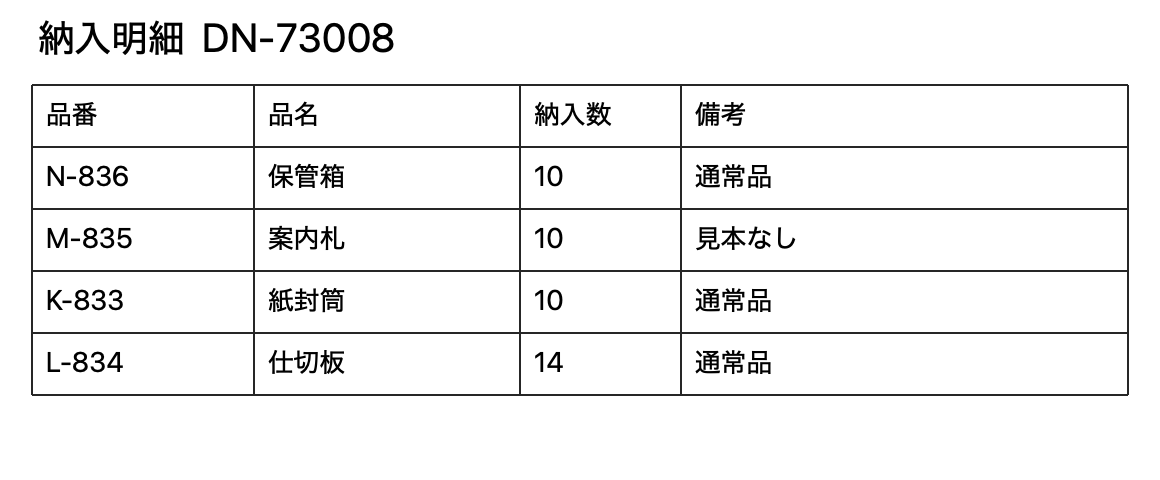 納入明細 DN-73008
品番 品名 納入数 備考
N-836 保管箱 10 通常品
M-835 案内札 10 見本なし
K-833 紙封筒 10 通常品
L-834 仕切板 14 通常品